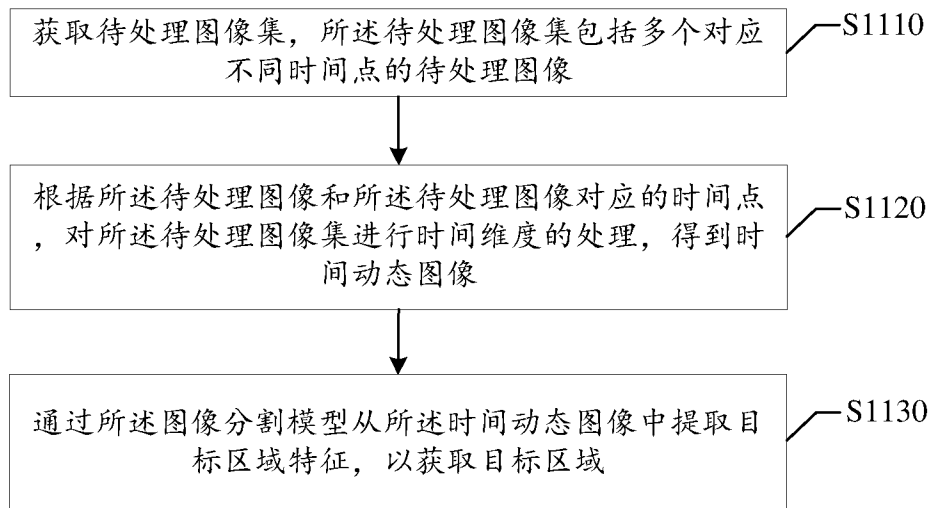 获取待处理图像集，所述待处理图像集包括多个对应
不同时间点的待处理图像
S1110
根据所述待处理图像和所述待处理图像对应的时间点
，对所述待处理图像集进行时间维度的处理，得到时
间动态图像
S1120
通过所述图像分割模型从所述时间动态图像中提取目
标区域特征，以获取目标区域
S1130